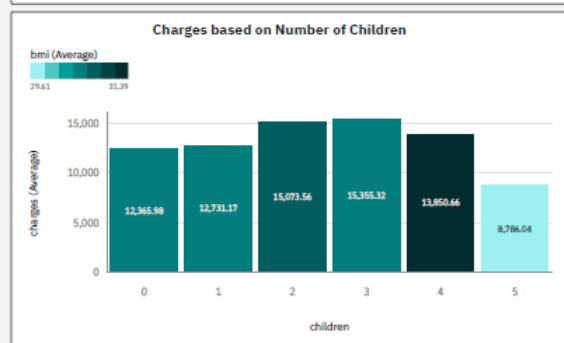 Charges based on Number of Children
bmi (Average)
29.61 31.39
charges (Average)
15,000
10,000
5,000
0
12,365.98 12,731.17 15,073.56 15,355.32 13,850.66 8,786.04
0 1 2 3 4 5
children